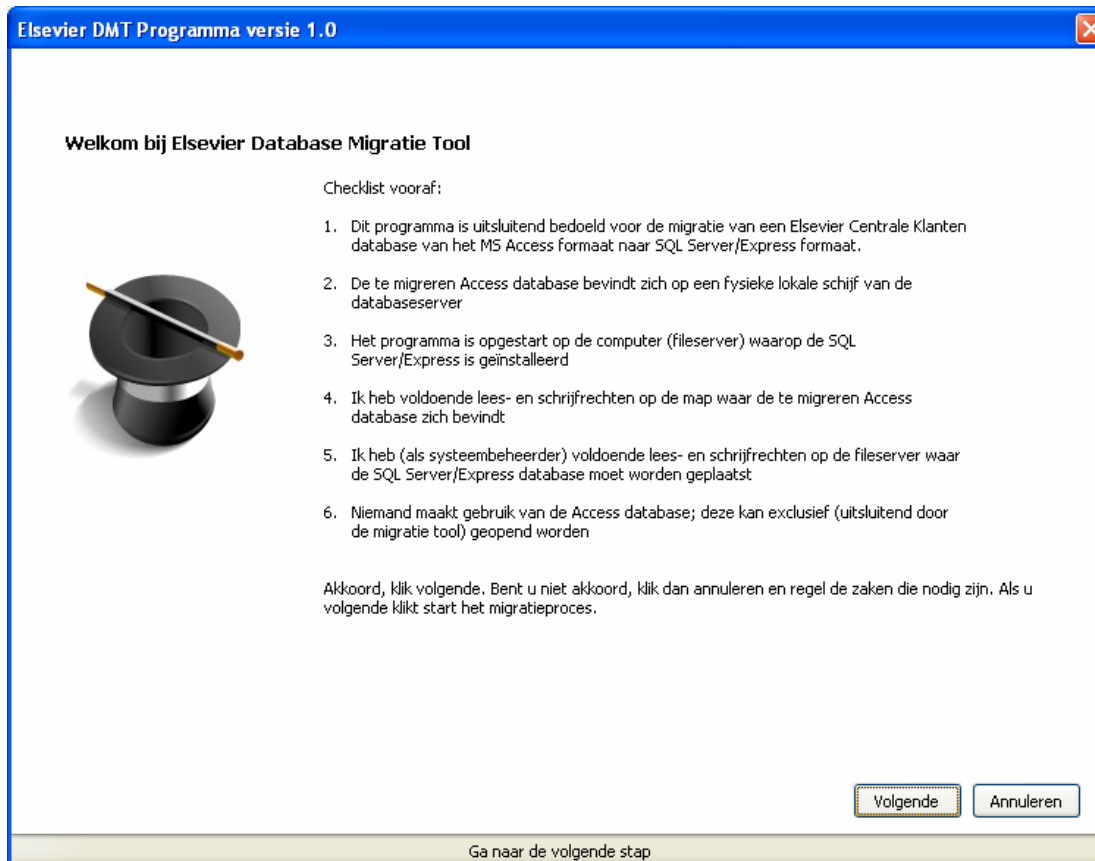 Elsevier DMT Programma versie 1.0
Welkom bij Elsevier Database Migratie Tool
Checklist vooraf:
1. Dit programma is uitsluitend bedoeld voor de migratie van een Elsevier Centrale Klanten
database van het MS Access formaat naar SQL Server/Express formaat.
2. De te migreren Access database bevindt zich op een fysieke lokale schijf van de
databaseserver
3. Het programma is opgestart op de computer (fileserver) waarop de SQL
Server/Express is geïnstalleerd
4. Ik heb voldoende lees- en schrijfrechten op de map waar de te migreren Access
database zich bevindt
5. Ik heb (als systeembeheerder) voldoende lees- en schrijfrechten op de fileserver waar
de SQL Server/Express database moet worden geplaatst
6. Niemand maakt gebruik van de Access database; deze kan exclusief (uitsluitend door
de migratie tool) geopend worden
Akkoord, klik volgende. Bent u niet akkoord, klik dan annuleren en regel de zaken die nodig zijn. Als u
volgende klikt start het migratieproces.
Volgende
Annuleren
Ga naar de volgende stap